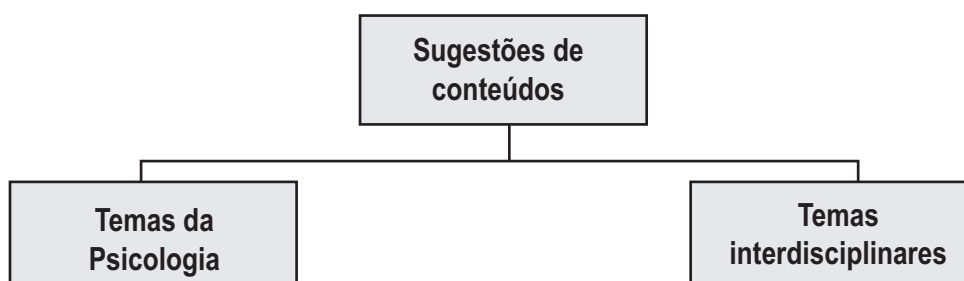 Sugestões de
conteúdos
Temas da
Psicologia
Temas
interdisciplinares